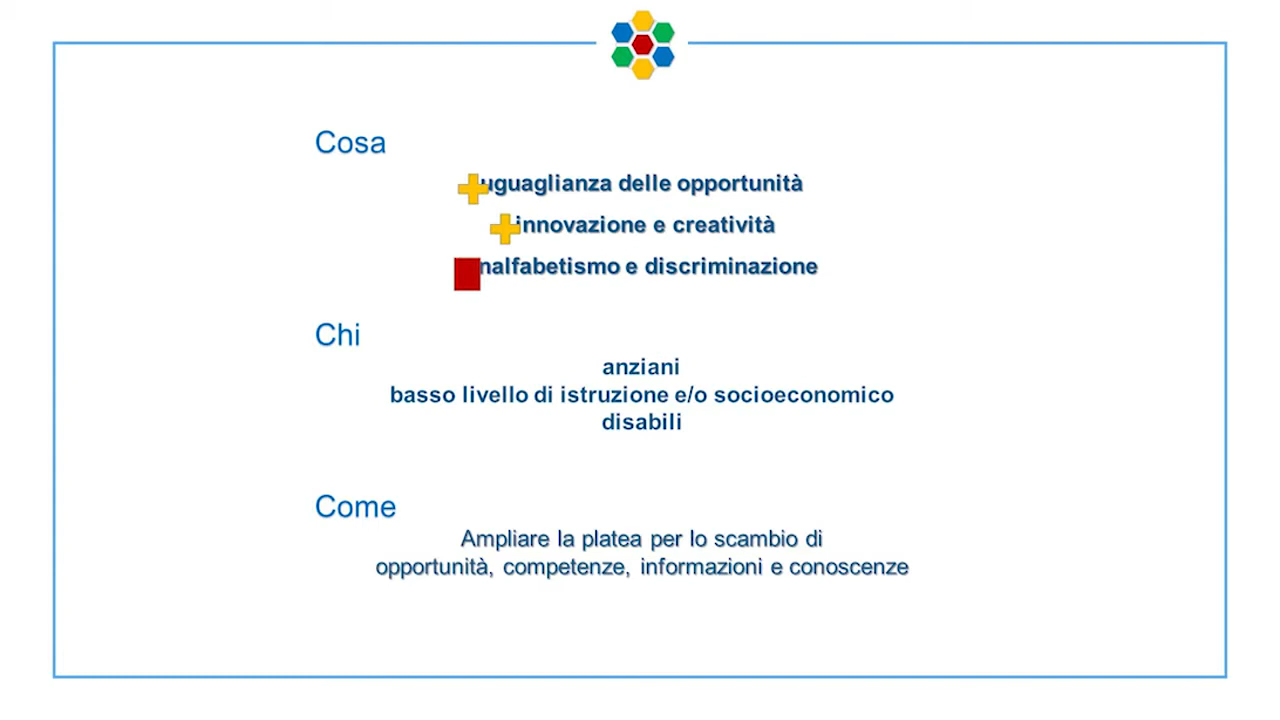 Cosa
uguaglianza delle opportunità
innovazione e creatività
nalfabetismo e discriminazione
Chi
anziani
basso livello di istruzione e/o socioeconomico
disabili
Come
Ampliare la platea per lo scambio di
opportunità, competenze, informazioni e conoscenze